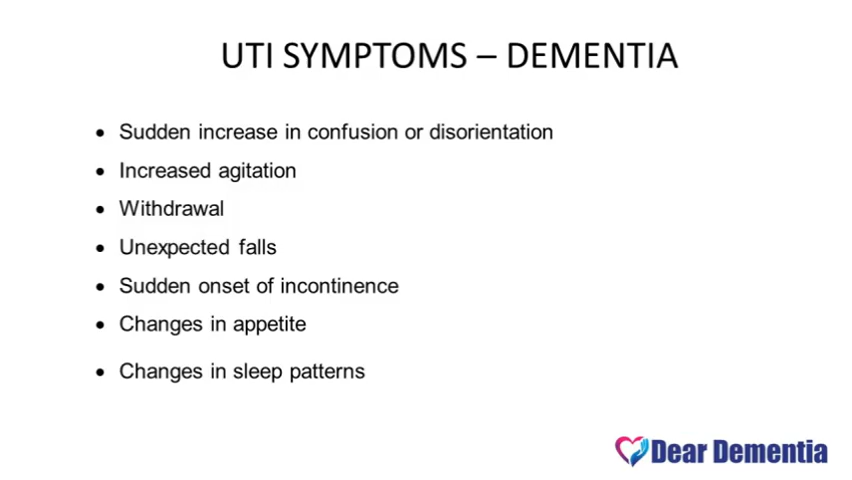 UTI SYMPTOMS – DEMENTIA
• Sudden increase in confusion or disorientation
• Increased agitation
• Withdrawal
• Unexpected falls
• Sudden onset of incontinence
• Changes in appetite
• Changes in sleep patterns
Dear Dementia